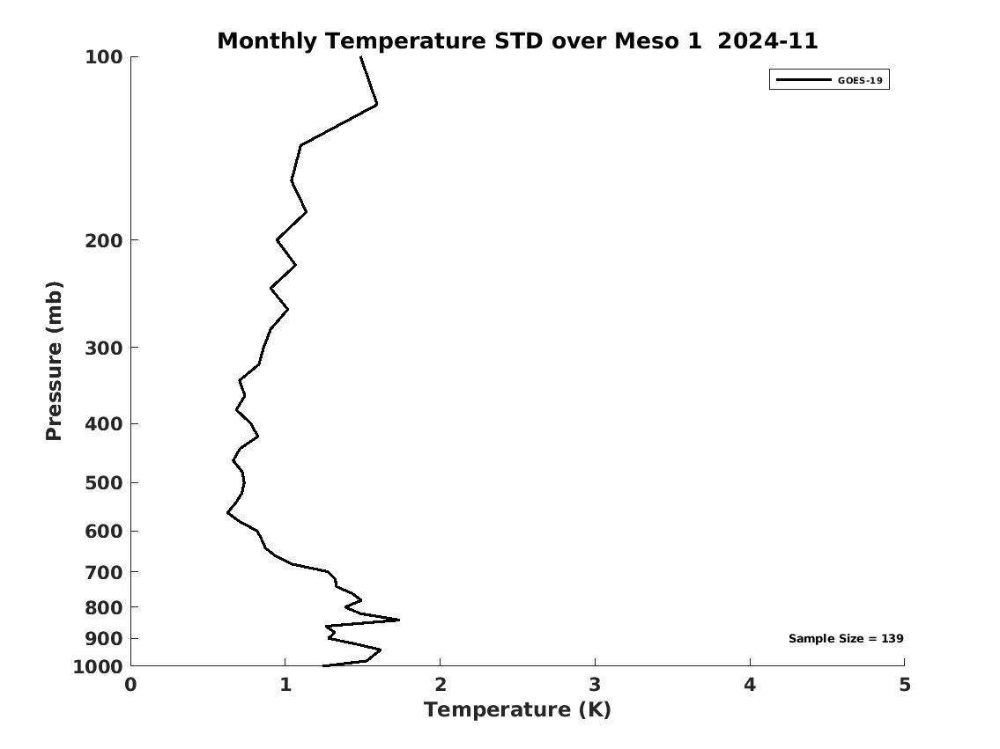 Monthly Temperature STD over Meso 1  2024-11
GOES-19
100
200
300
400
500
600
700
800
900
1000
Pressure (mb)
Sample Size = 139
0 1 2 3 4 5
Temperature (K)